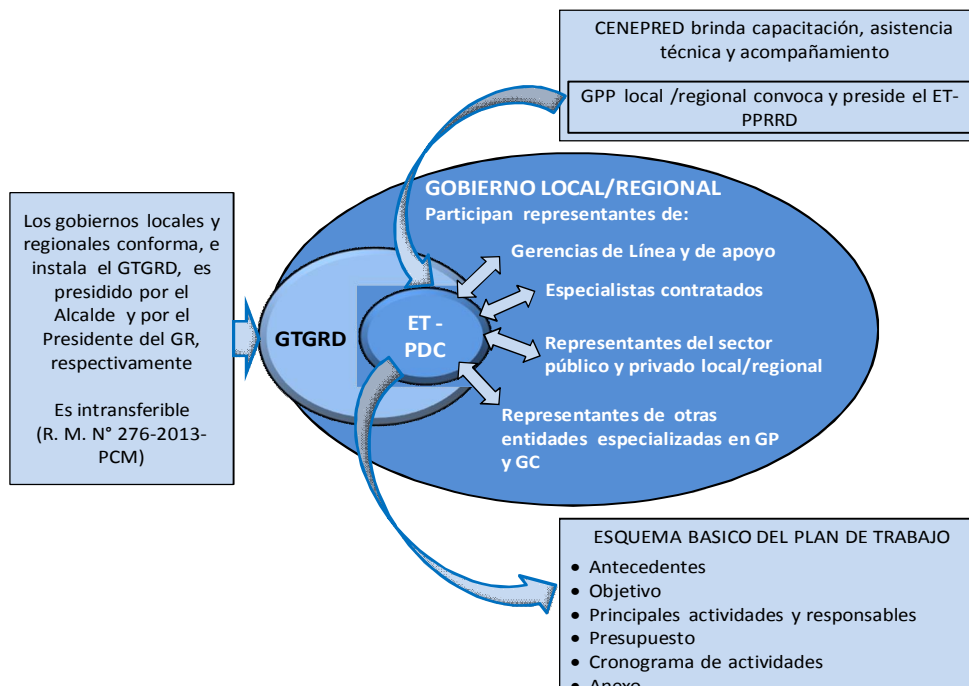 CENEPRED brinda capacitación, asistencia
técnica y acompañamiento
GPP local /regional convoca y preside el ET-
PPRRD
Los gobiernos locales y
regionales conforma, e
instala el GTGRD, es
presidido por el
Alcalde y por el
Presidente del GR,
respectivamente
Es intransferible
(R. M. N° 276-2013-
PCM)
GOBIERNO LOCAL/REGIONAL
Participan representantes de:
Gerencias de Línea y de apoyo
Especialistas contratados
Representantes del sector
público y privado local/regional
Representantes de otras
entidades especializadas en GP
y GC
GTGRD
ET -
PDC
ESQUEMA BASICO DEL PLAN DE TRABAJO
• Antecedentes
• Objetivo
• Principales actividades y responsables
• Presupuesto
• Cronograma de actividades
• Anexo